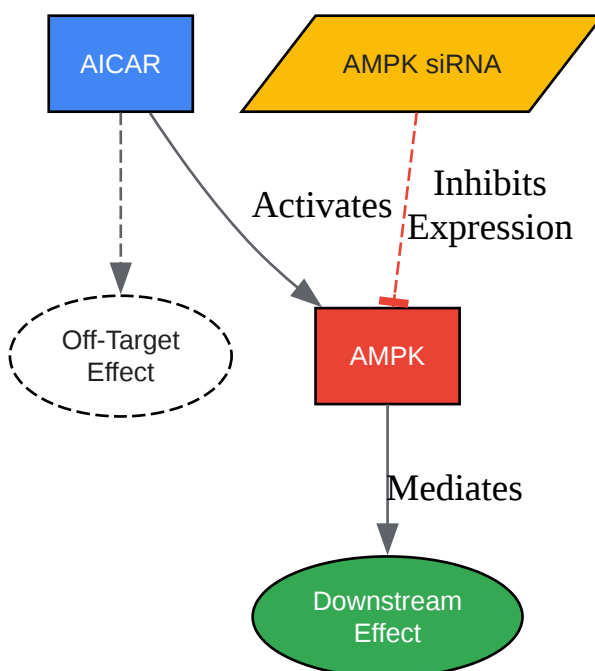 AICAR
AMPK siRNA
Activates
Inhibits
Expression
Off-Target
Effect
AMPK
Mediates
Downstream
Effect